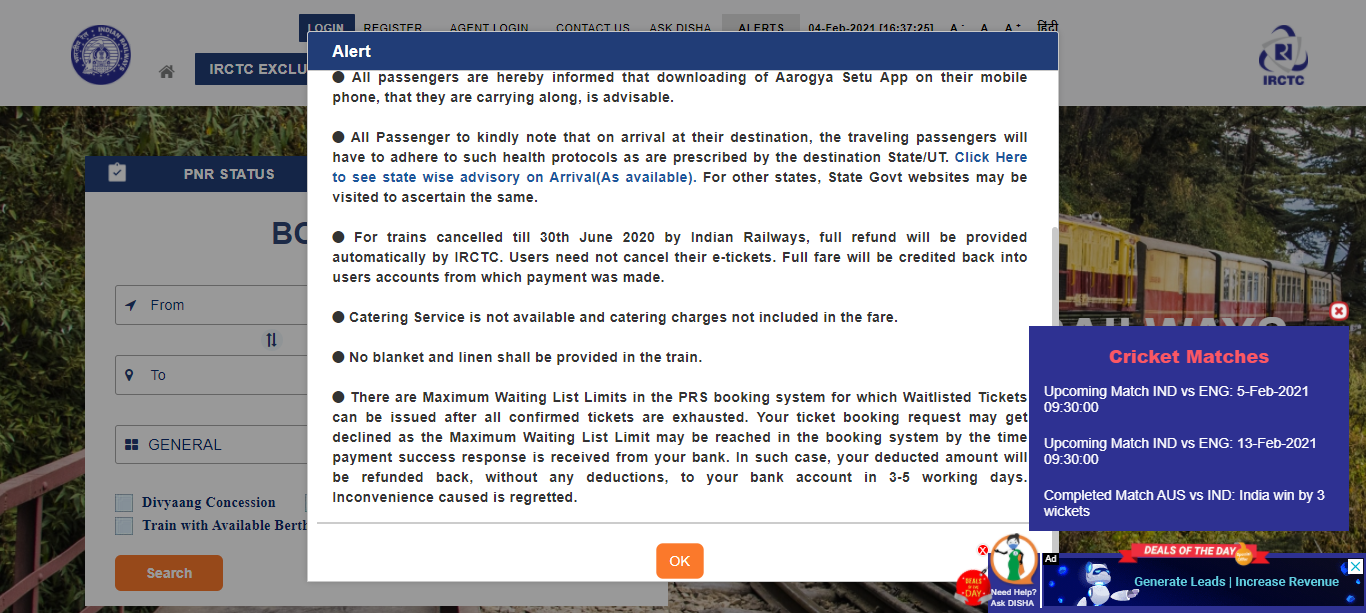 LOGIN REGISTER AGENT LOGIN CONTACT US ASK DISHA ALERTS 04-Feb-2021 [16:37:25] A - A A + हिंदी
IRCTC EXCLU
IRCTC
Alert
● All passengers are hereby informed that downloading of Aarogya Setu App on their mobile
phone, that they are carrying along, is advisable.
● All Passenger to kindly note that on arrival at their destination, the traveling passengers will
have to adhere to such health protocols as are prescribed by the destination State/UT. Click Here
to see state wise advisory on Arrival(As available). For other states, State Govt websites may be
visited to ascertain the same.
● For trains cancelled till 30th June 2020 by Indian Railways, full refund will be provided
automatically by IRCTC. Users need not cancel their e-tickets. Full fare will be credited back into
users accounts from which payment was made.
● Catering Service is not available and catering charges not included in the fare.
● No blanket and linen shall be provided in the train.
● There are Maximum Waiting List Limits in the PRS booking system for which Waitlisted Tickets
can be issued after all confirmed tickets are exhausted. Your ticket booking request may get
declined as the Maximum Waiting List Limit may be reached in the booking system by the time
payment success response is received from your bank. In such case, your deducted amount will
be refunded back, without any deductions, to your bank account in 3-5 working days.
Inconvenience caused is regretted.
OK
PNR STATUS
BO
From
To
GENERAL
Divyaang Concession
Train with Available Berth
Search
Cricket Matches
Upcoming Match IND vs ENG: 5-Feb-2021
09:30:00
Upcoming Match IND vs ENG: 13-Feb-2021
09:30:00
Completed Match AUS vs IND: India win by 3
wickets
DEALS OF THE DAY
DEALS
OF THE
DAY
Need Help?
Ask DISHA
Ad
Generate Leads | Increase Revenue